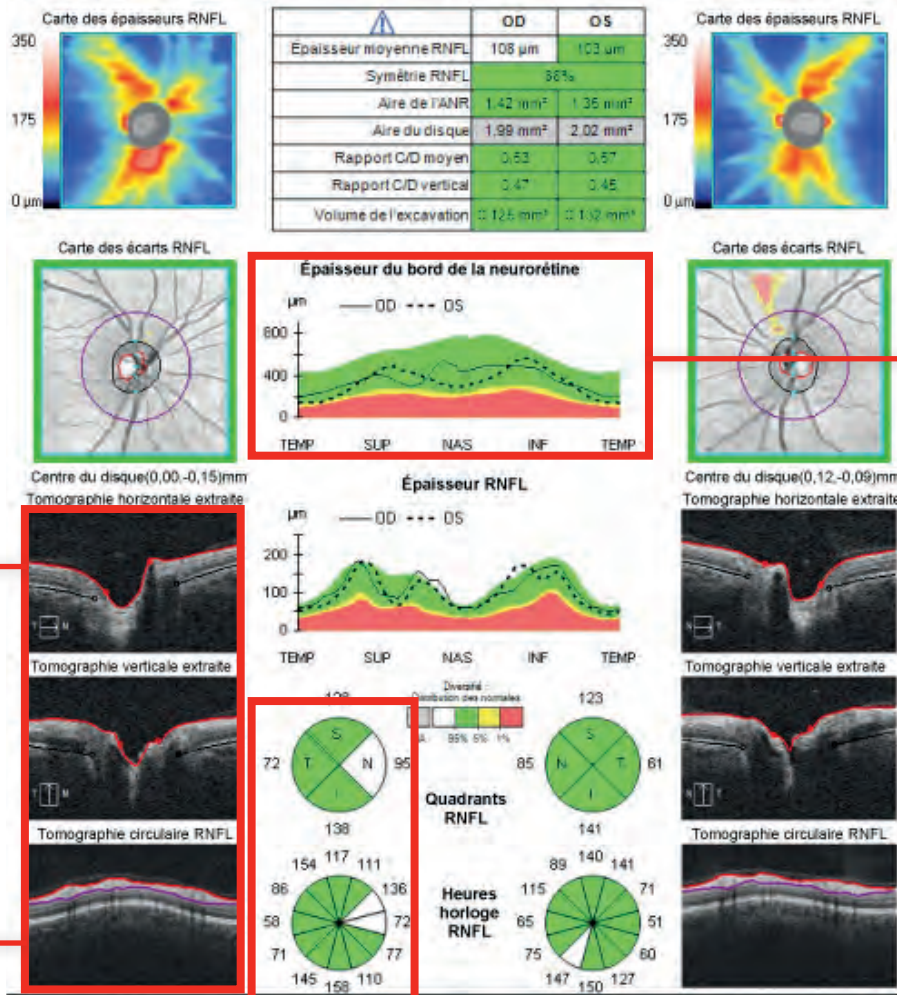 Carte des épaisseurs RNFL
350
175
0 µm
OD OS
Épaisseur moyenne RNFL 108 µm 103 µm
Symétrie RNFL
Aire de l'ANR 1,42 mm² 1,35 mm²
Aire du disque 1,99 mm² 2,02 mm²
Rapport C/D moyen 0,53 0,57
Rapport C/D vertical 0,47 0,45
Volume de l'excavation
Carte des épaisseurs RNFL
350
175
0 µm
Carte des écarts RNFL
Centre du disque(0,00,-0,15)mm
Épaisseur du bord de la neurorétine
µm OD OS
400
0
TEMP SUP NAS INF TEMP
Carte des écarts RNFL
Centre du disque(0,12,-0,09)mm
Tomographie horizontale extraite
T N
Tomographie verticale extraite
Tomographie circulaire RNFL
Épaisseur RNFL
µm OD OS
200
100
0
TEMP SUP NAS INF TEMP
Diversité
Distribution des normales
95% 5% 1%
S
72 T N 95
I
138
Quadrants
RNFL
123
S
85 N T 61
I
141
154 117 111
86 136
58 72
71 77
145 158 110
Heures
horloge
RNFL
89 140 141
115 71
65 51
75 60
147 150 127
Tomographie horizontale extraite
N T
Tomographie verticale extraite
Tomographie circulaire RNFL